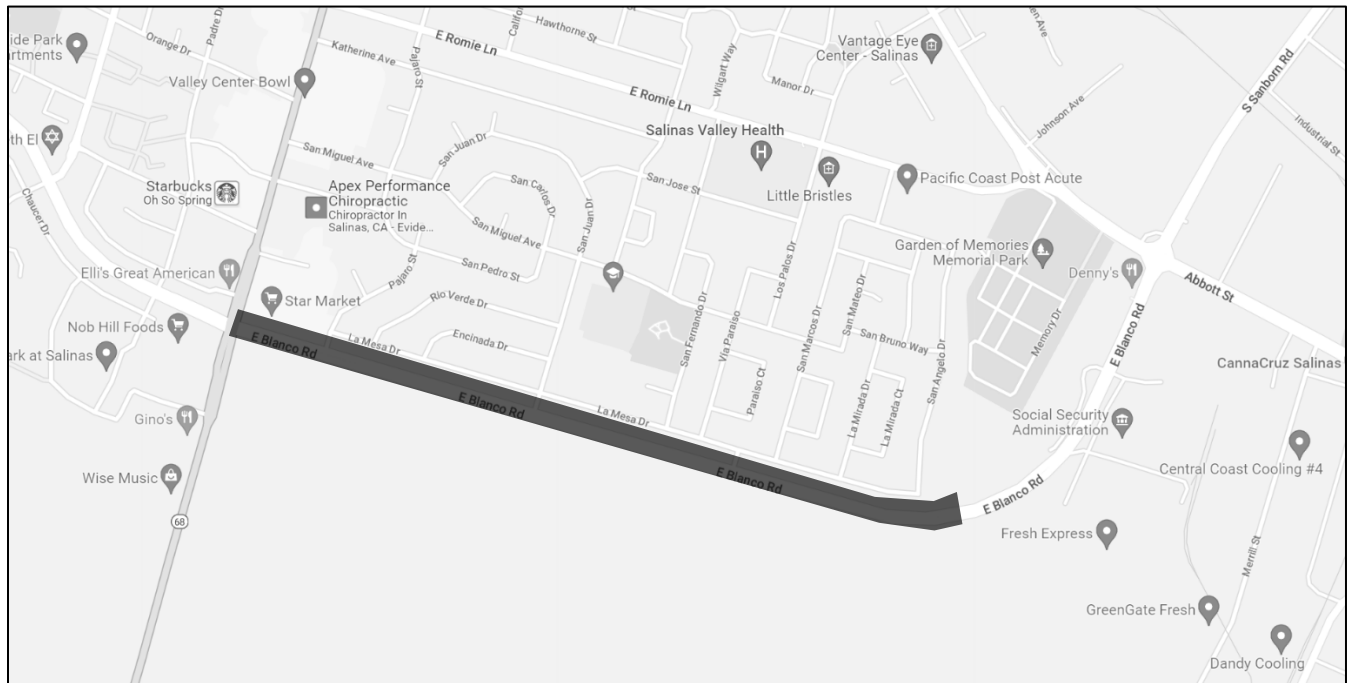 ide Park
artments
Orange Dr
Padre Dr
Califor
Hawthorne St
E Romie Ln
Katherine Ave
Pajaro St
Valley Center Bowl
Wilgart Way
Vantage Eye
Center - Salinas
Manor Dr
E Romie Ln
S Sanborn Rd
Johnson Ave
Industrial St
en Ave
th El
San Miguel Ave
San Juan Dr
Salinas Valley Health
H
Little Bristles
Pacific Coast Post Acute
Starbucks
Oh So Spring
Apex Performance
Chiropractic
Chiropractor In
Salinas, CA - Evide...
San Carlos Dr
San Jose St
San Juan Dr
Chaucer Dr
San Miguel Ave
Garden of Memories
Memorial Park
Denny's
Abbott St
Elli's Great American
San Pedro St
Pajaro St
Los Palos Dr
Star Market
Rio Verde Dr
San Mateo Dr
Nob Hill Foods
Encinada Dr
San Fernando Dr
Via Paraiso
San Marcos Dr
San Bruno Way
Memory Dr
E Blanco Rd
ark at Salinas
E Blanco Rd
La Mesa Dr
Paraiso Ct
San Angelo Dr
CannaCruz Salinas
E Blanco Rd
La Mesa Dr
La Mirada Dr
La Mirada Ct
Social Security
Administration
Gino's
Wise Music
E Blanco Rd
E Blanco Rd
Central Coast Cooling #4
68
Fresh Express
Merrill St
GreenGate Fresh
Dandy Cooling